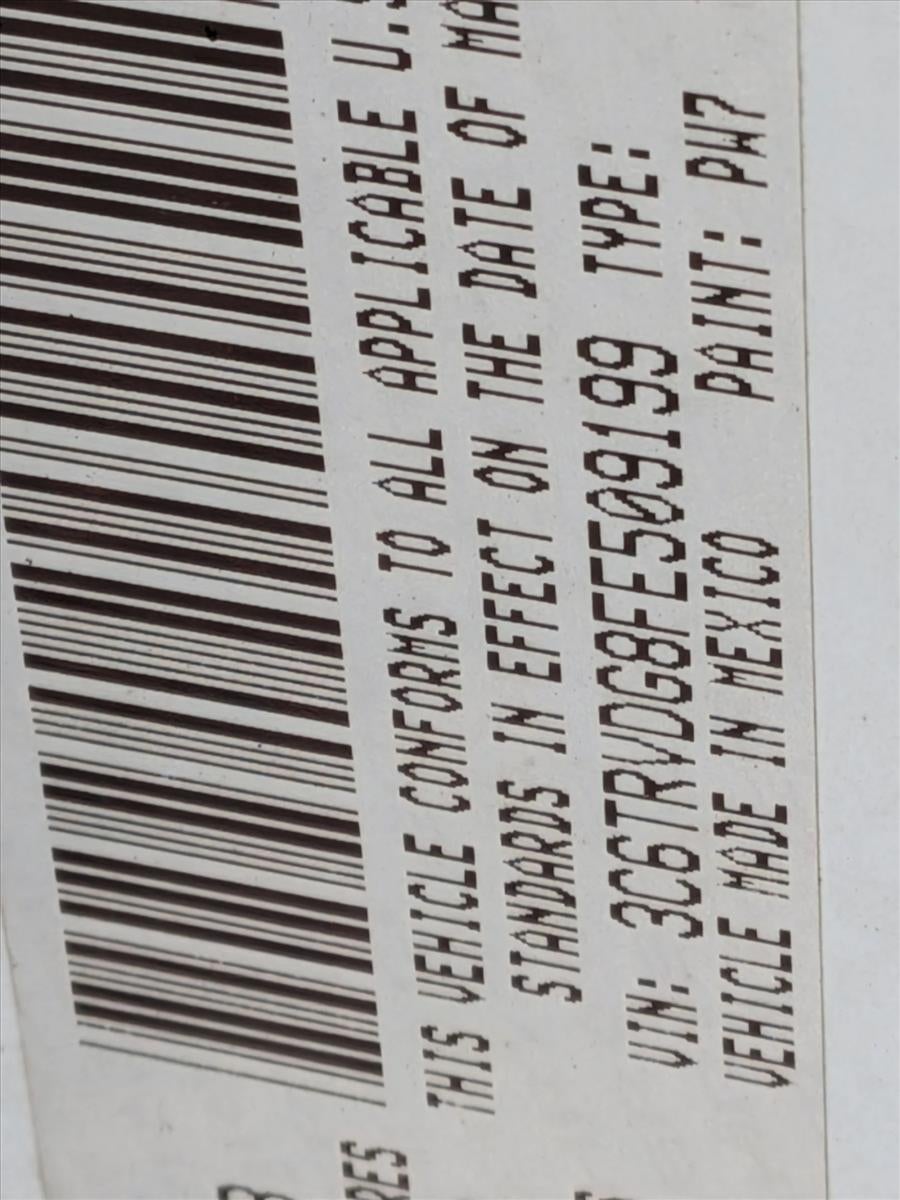 THIS VEHICLE CONFORMS TO ALL APPLICABLE U.S
STANDARDS IN EFFECT ON THE DATE OF MA
VIN: 3C6TRVDG8FE509199 TYPE:
VEHICLE MADE IN MEXICO PAINT: PW7
RES